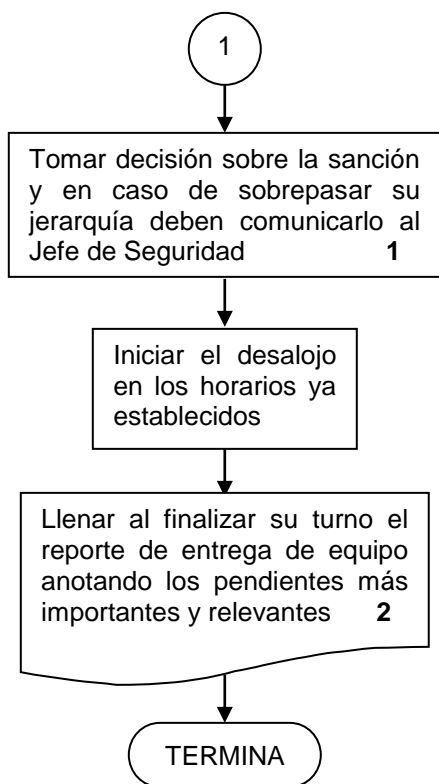 1
Tomar decisión sobre la sanción
y en caso de sobrepasar su
jerarquía deben comunicarlo al
Jefe de Seguridad 1
Iniciar el desalojo
en los horarios ya
establecidos
Llenar al finalizar su turno el
reporte de entrega de equipo
anotando los pendientes más
importantes y relevantes 2
TERMINA